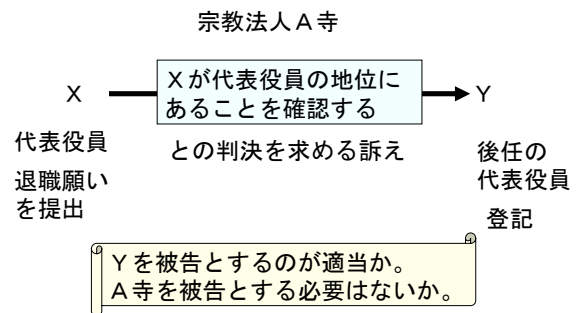 宗教法人A寺
X
Xが代表役員の地位に
あることを確認する
Y
代表役員
退職願い
を提出
との判決を求める訴え
後任の
代表役員
登記
Yを被告とするのが適当か。
A寺を被告とする必要はないか。